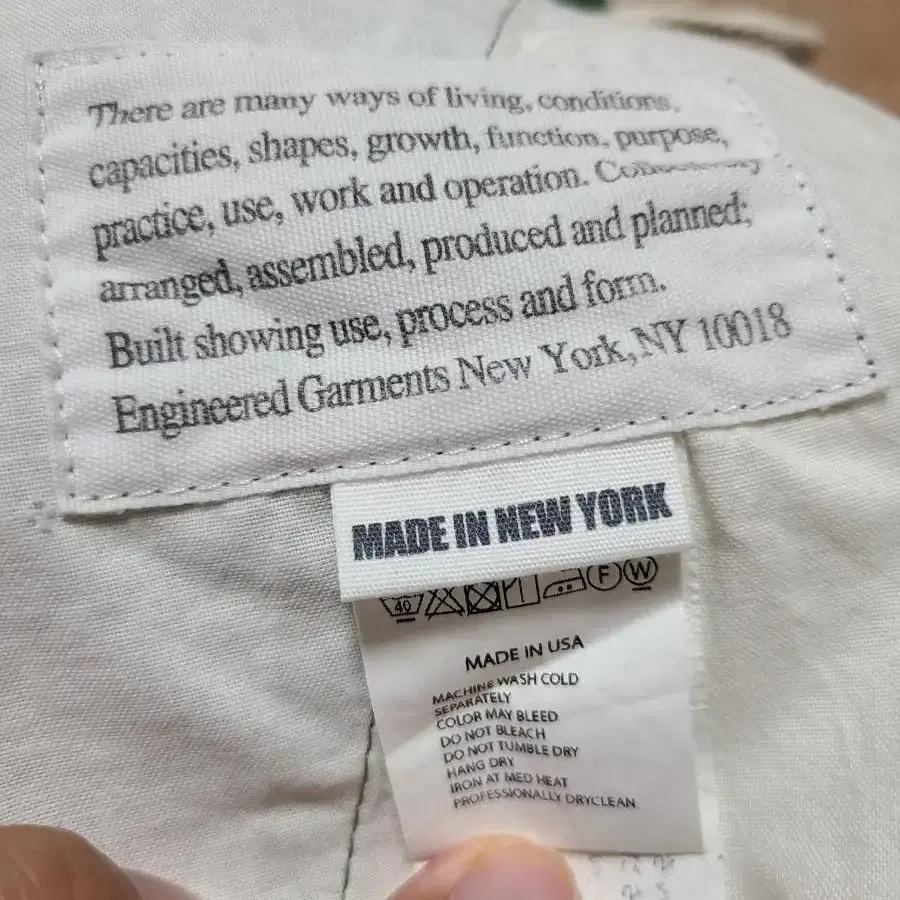 There are many ways of living, conditions,
capacities, shapes, growth, function, purpose,
practice, use, work and operation.
arranged, assembled, produced and planned;
Built showing use, process and form.
Engineered Garments New York, NY 10018
MADE IN NEW YORK
40 F W
MADE IN USA
MACHINE WASH COLD
SEPARATELY
COLOR MAY BLEED
DO NOT BLEACH
DO NOT TUMBLE DRY
HANG DRY
IRON AT MED HEAT
PROFESSIONALLY DRYCLEAN